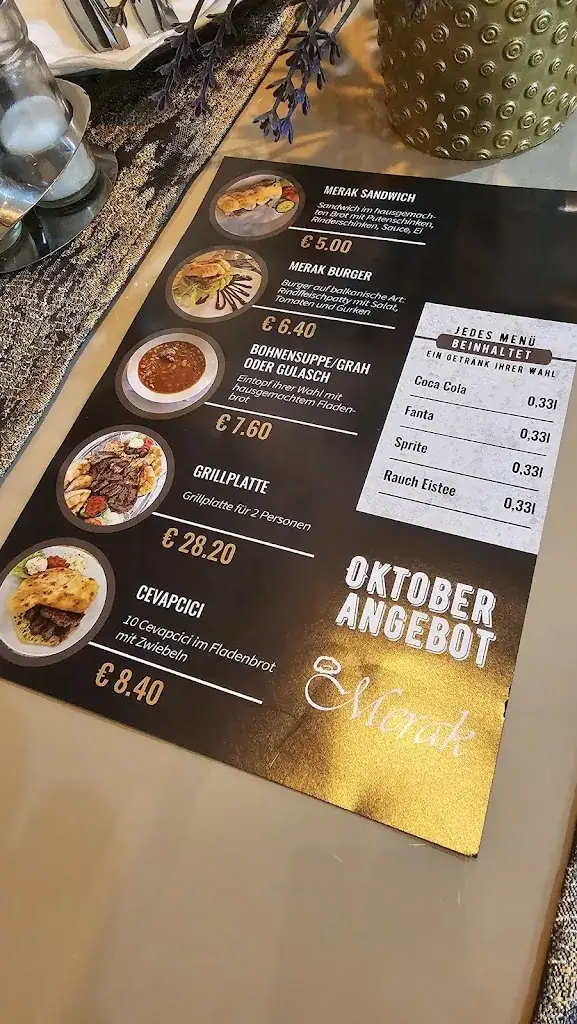 MERAK SANDWICH
Sandwich im hausgemach-
ten Brot mit Putenschinken,
Rinderschinken, Sauce, Ei
€ 5.00
MERAK BURGER
Burger auf balkanische Art:
Rindfleischpatty mit Salat,
Tomaten und Gurken
€ 6.40
BOHNENSUPPE/GRAH
ODER GULASCH
Eintopf ihrer Wahl mit
hausgemachtem Fladen-
brot
€ 7.60
GRILLPLATTE
Grillplatte für 2 Personen
€ 28.20
CEVAPCICI
10 Cevapcici im Fladenbrot
mit Zwiebeln
€ 8.40
JEDES MENÜ
BEINHALTET
EIN GETRÄNK IHRER WAHL
Coca Cola 0,33l
Fanta 0,33l
Sprite 0,33l
Rauch Eistee 0,33l
OKTOBER
ANGEBOT
Merak